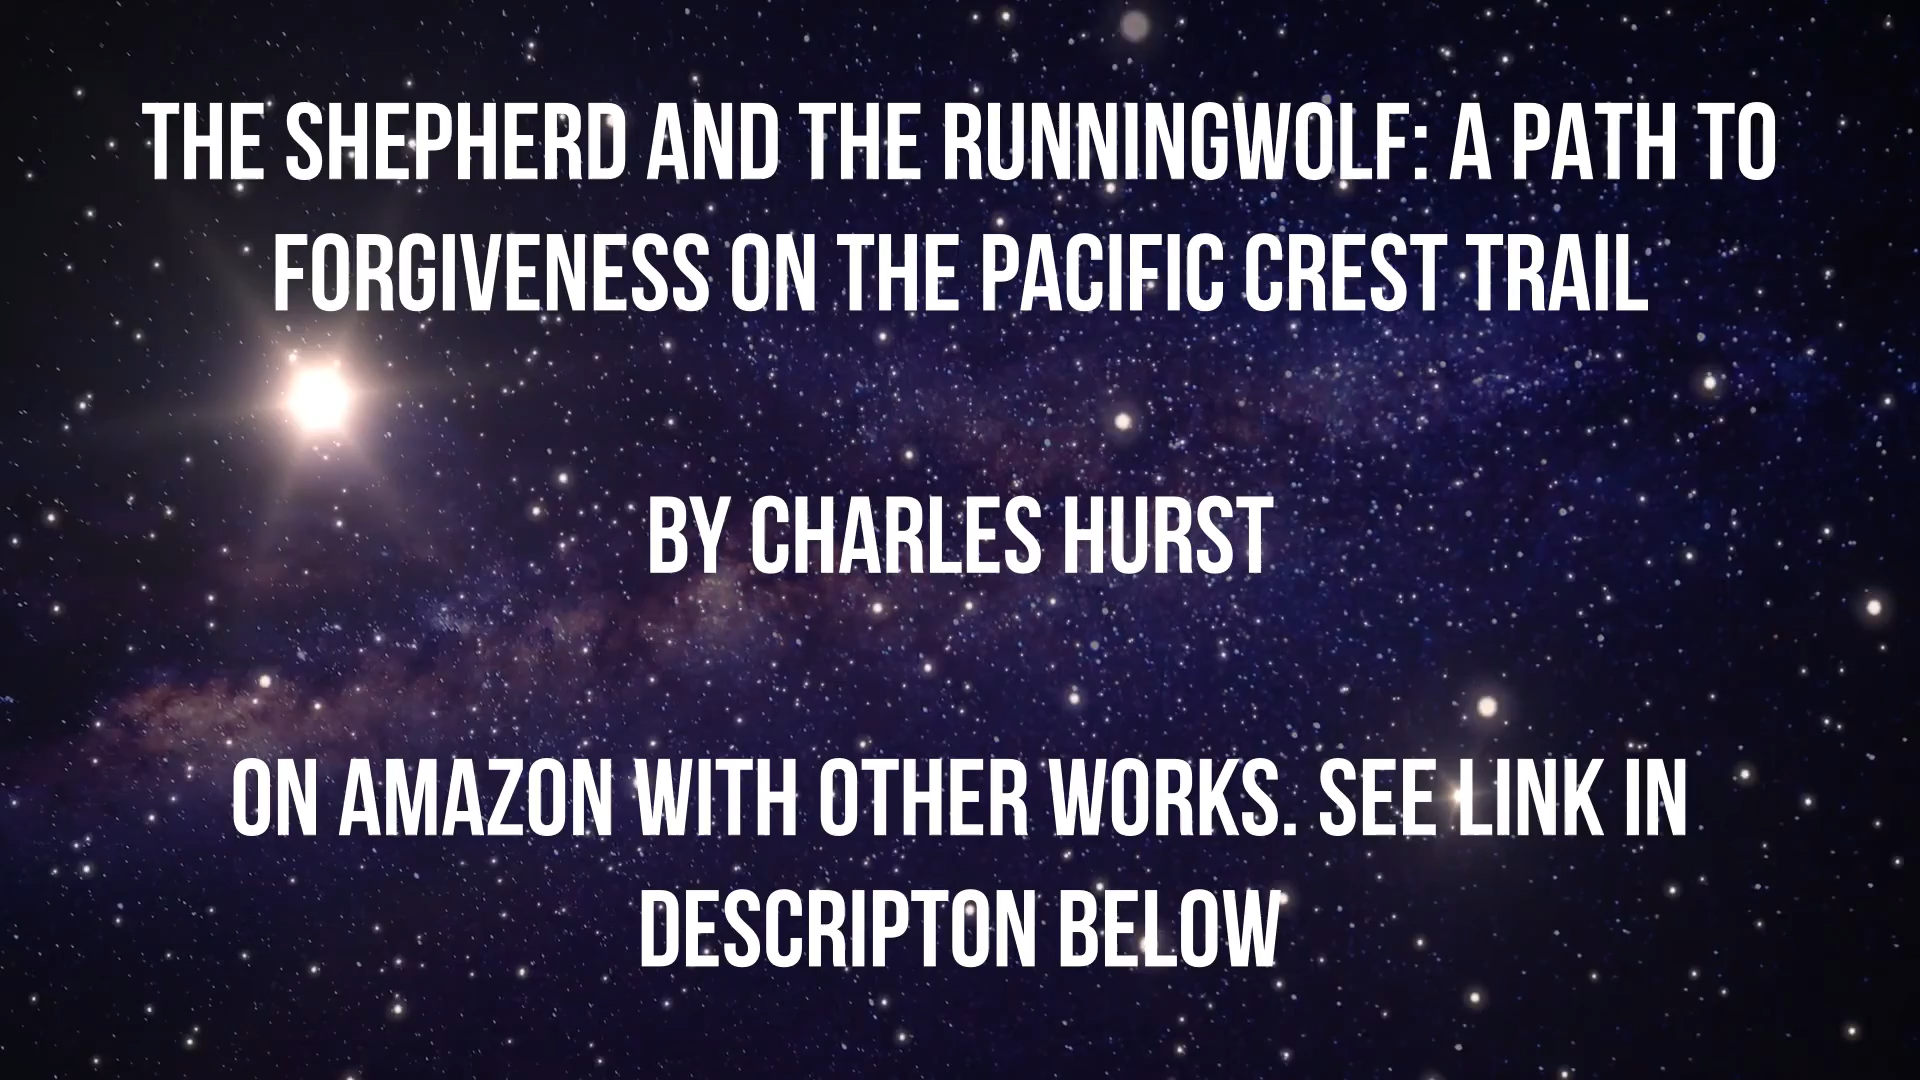 THE SHEPHERD AND THE RUNNINGWOLF: A PATH TO
FORGIVENESS ON THE PACIFIC CREST TRAIL
BY CHARLES HURST
ON AMAZON WITH OTHER WORKS. SEE LINK IN
DESCRIPTON BELOW